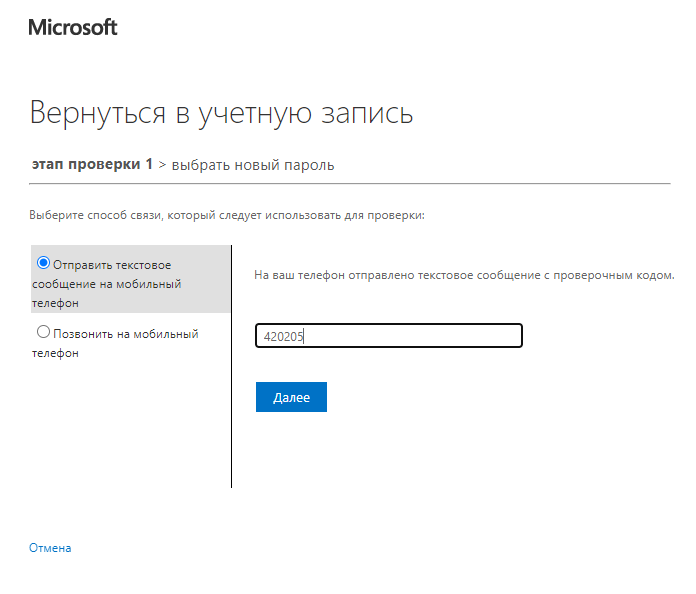 Microsoft
Вернуться в учетную запись
этап проверки 1 > выбрать новый пароль
Выберите способ связи, который следует использовать для проверки:
Отправить текстовое
сообщение на мобильный
телефон
Позвонить на мобильный
телефон
На ваш телефон отправлено текстовое сообщение с проверочным кодом.
420205
Далее
Отмена